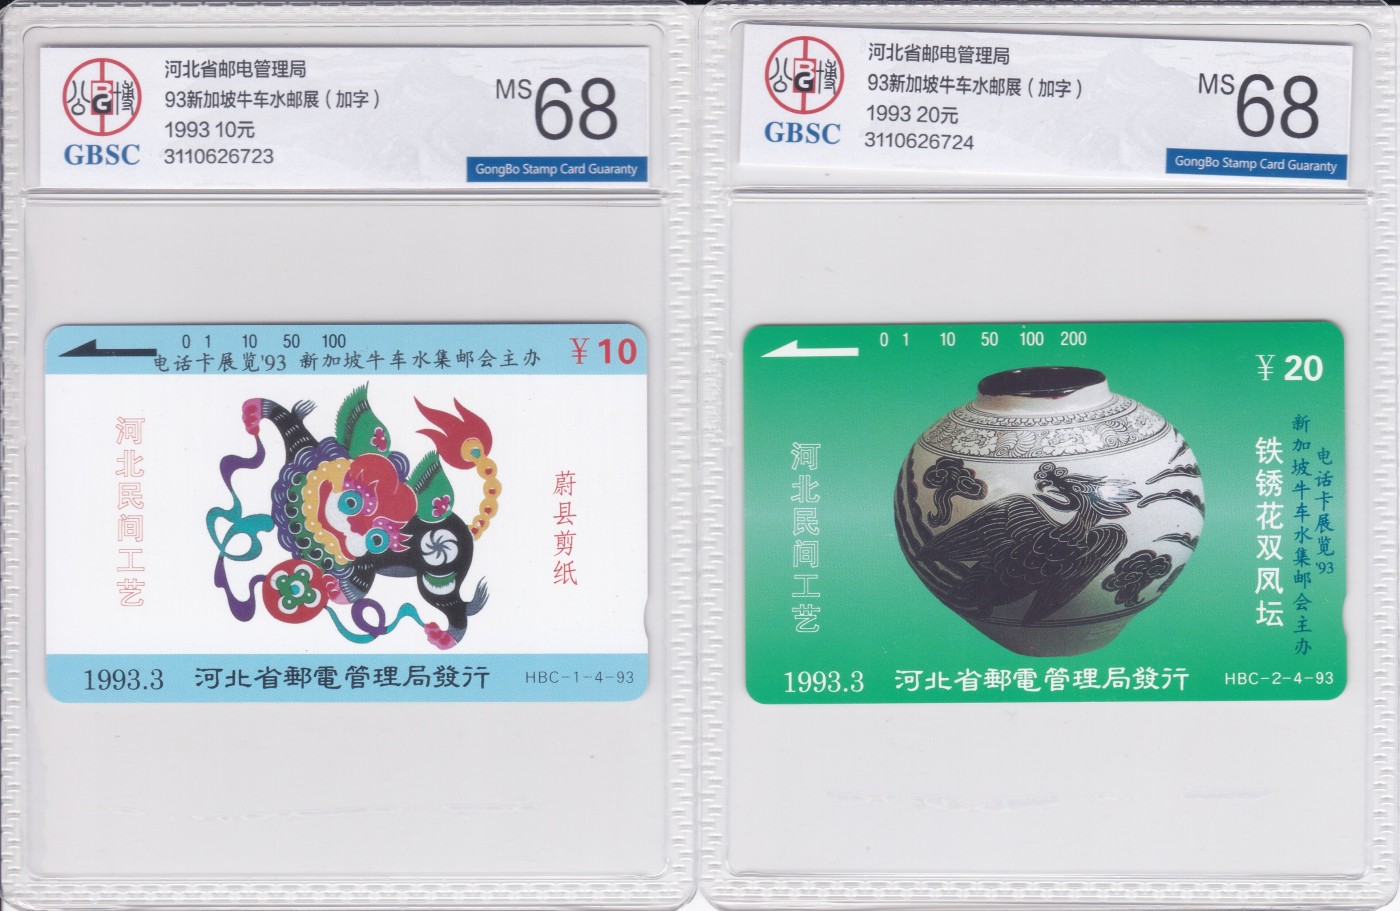 河北省邮电管理局
93新加坡牛车水邮展（加字）
1993 10元
3110626723
MS 68
公博
BG
GBSC
GongBo Stamp Card Guaranty
0 1 10 50 100
电话卡展览'93 新加坡牛车水集邮会主办
¥10
河北民间工艺
蔚县剪纸
1993.3 河北省郵電管理局發行 HBC-1-4-93
河北省邮电管理局
93新加坡牛车水邮展（加字）
1993 20元
3110626724
MS 68
公博
BG
GBSC
GongBo Stamp Card Guaranty
0 1 10 50 100 200
¥20
河北民间工艺
电话卡展览'93
新加坡牛车水集邮会主办
铁锈花双凤坛
1993.3 河北省郵電管理局發行 HBC-2-4-93